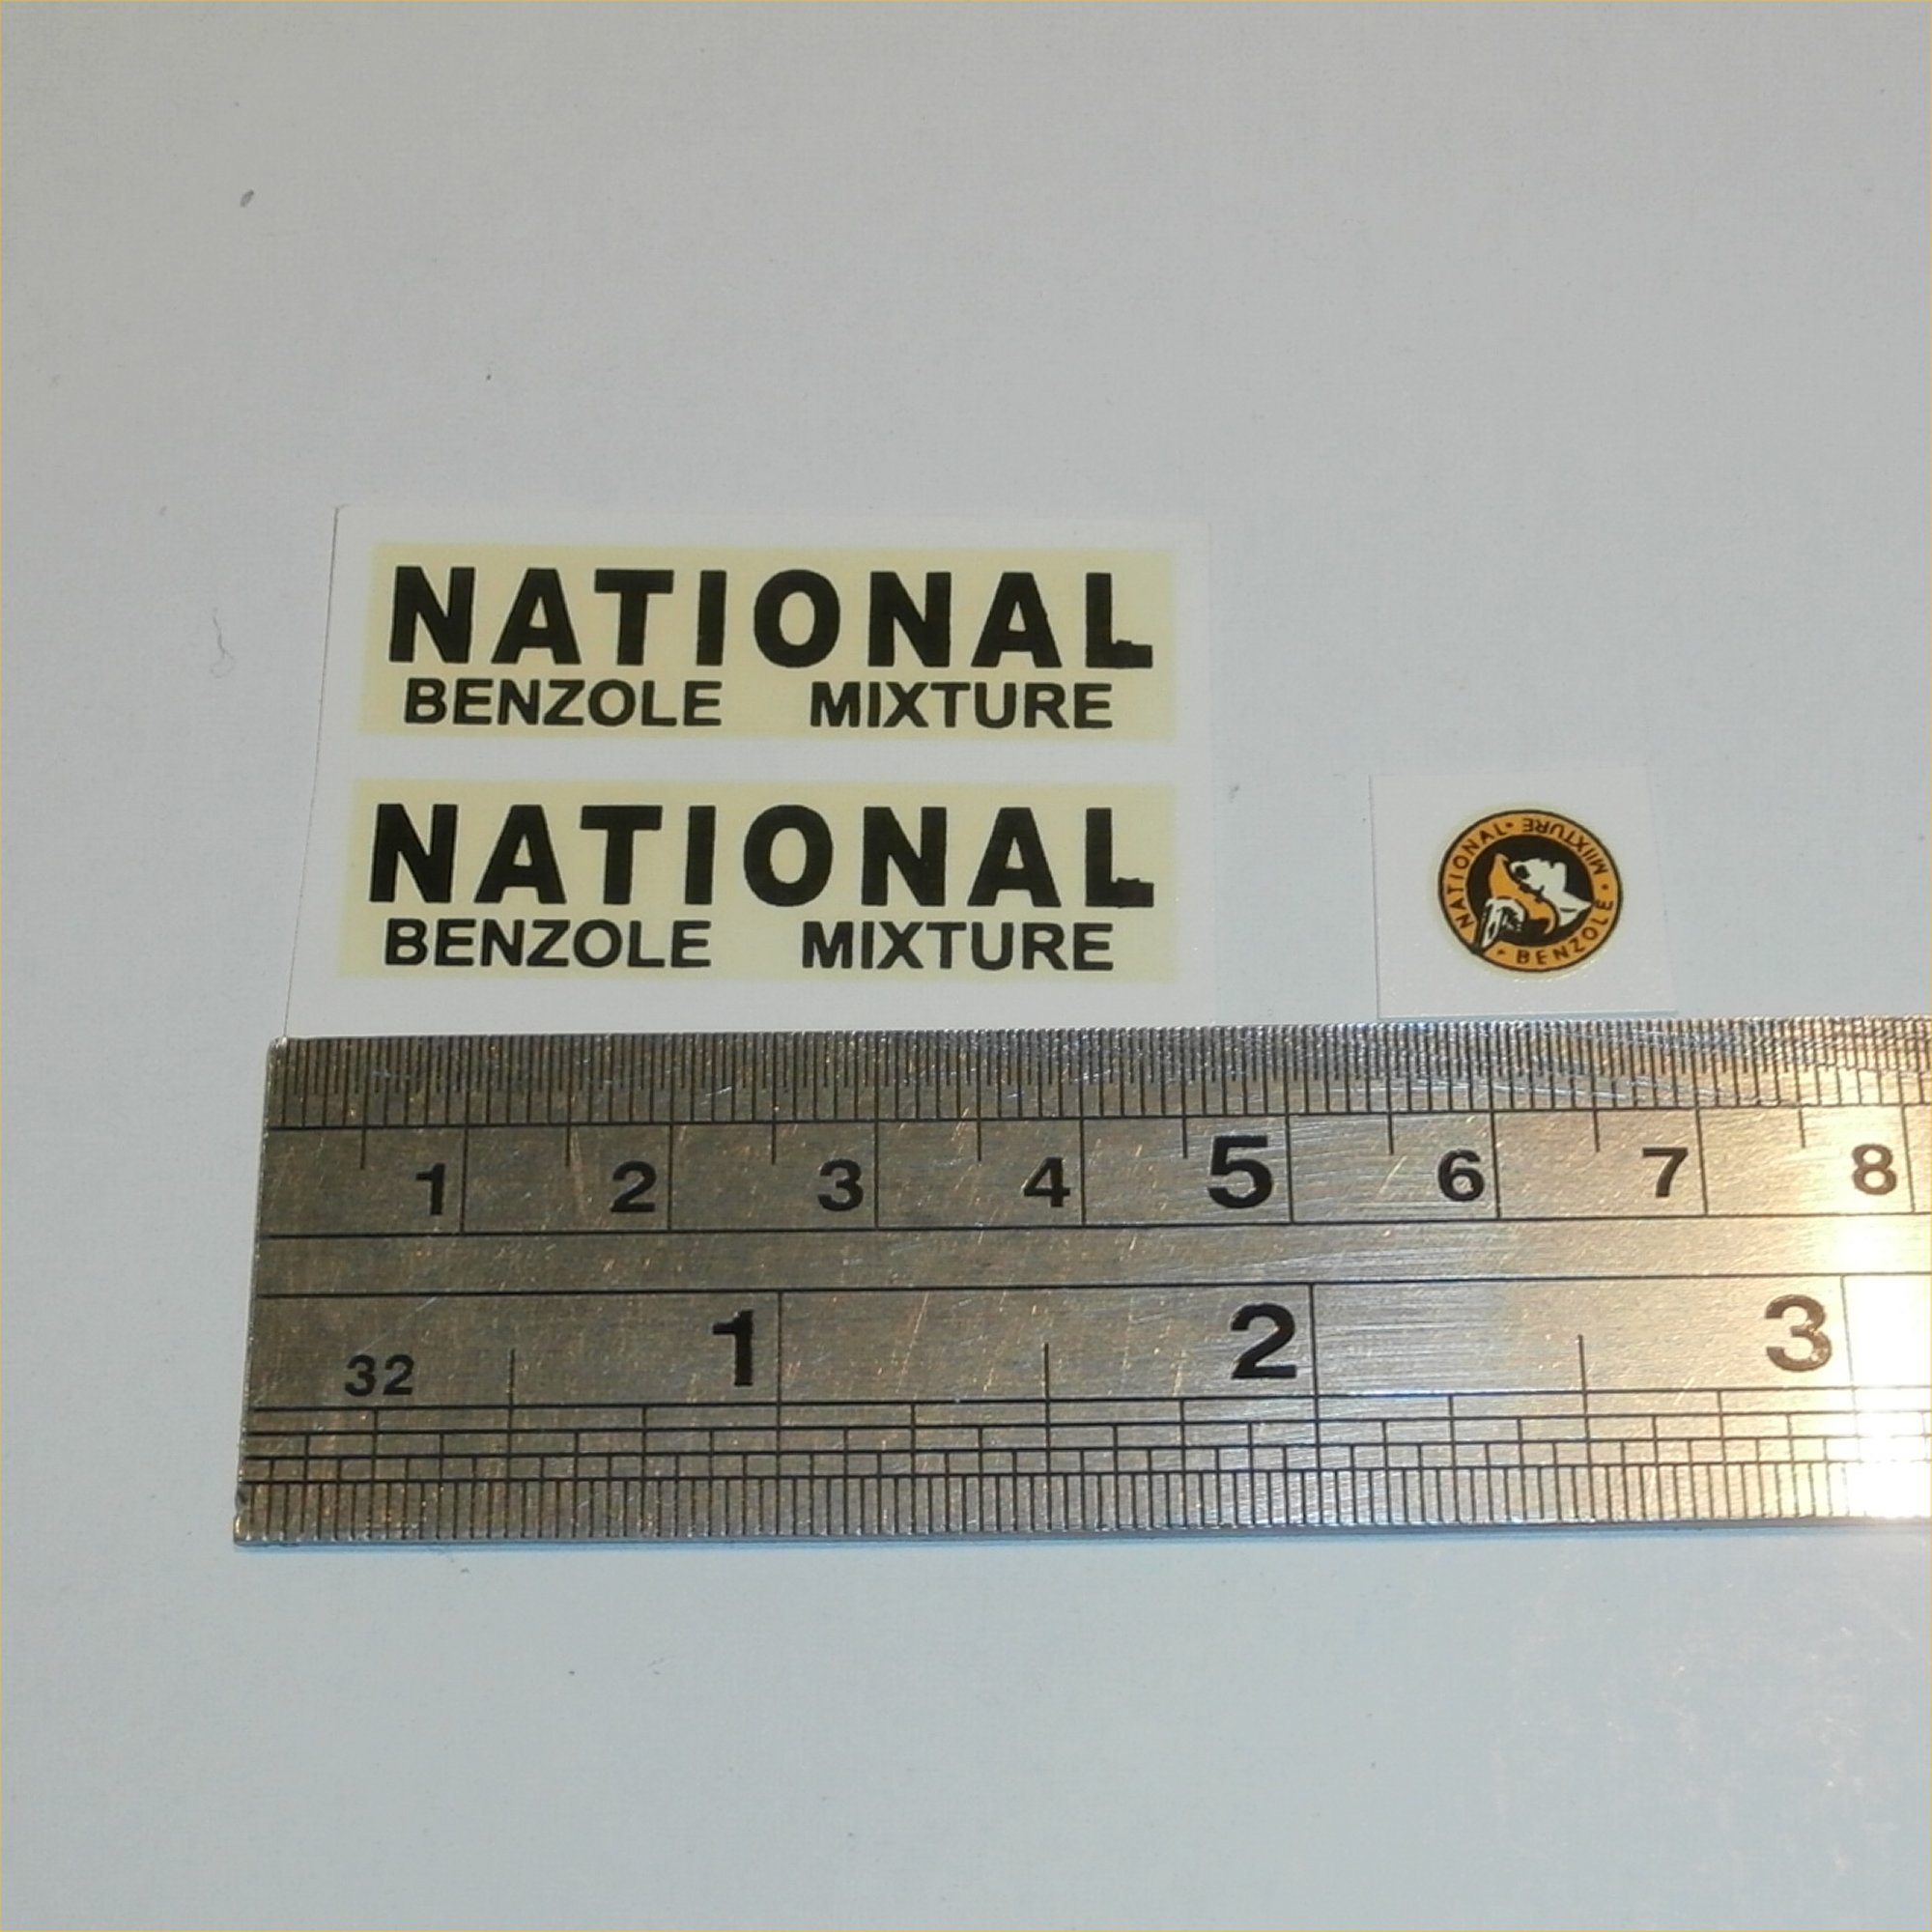 NATIONAL
BENZOLE MIXTURE
NATIONAL
BENZOLE MIXTURE
NATIONAL · MIXTURE · BENZOLE ·
1 2 3 4 5 6 7 8
1 2 3
32